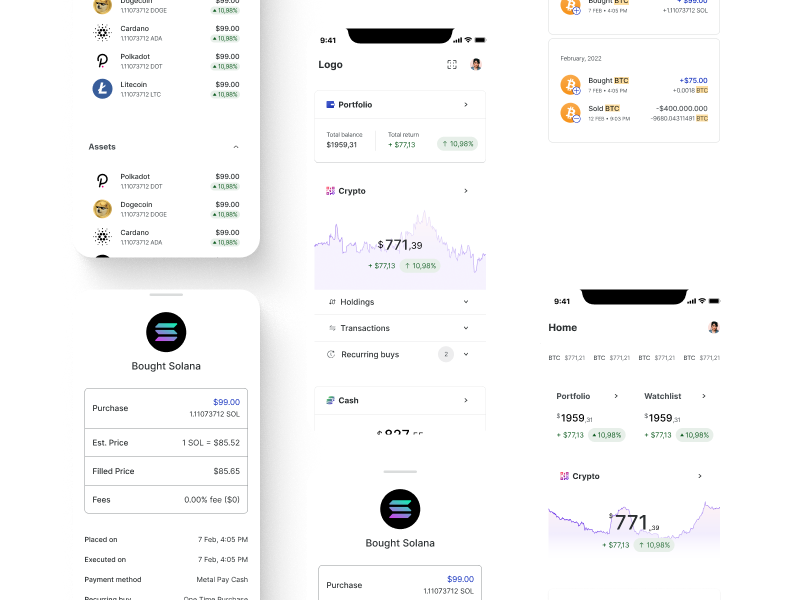 Dogecoin
1.11073712 DOGE
▲10,98%
Cardano
$99.00
1.11073712 ADA
▲10,98%
Polkadot
$99.00
1.11073712 DOT
▲10,98%
Litecoin
$99.00
1.11073712 LTC
▲10,98%
Assets
Polkadot
$99.00
1.11073712 DOT
▲10,98%
Dogecoin
$99.00
1.11073712 DOGE
▲10,98%
Cardano
$99.00
1.11073712 ADA
▲10,98%
Bought Solana
Purchase
$99.00
1.11073712 SOL
Est. Price
1 SOL = $85.52
Filled Price
$85.65
Fees
0.00% fee ($0)
Placed on
7 Feb, 4:05 PM
Executed on
7 Feb, 4:05 PM
Payment method
Metal Pay Cash
Recurring buy
One Time Purchase
9:41
Logo
Portfolio
Total balance
Total return
$1959,31
+ $77,13
↑ 10,98%
Crypto
$771,39
+ $77,13
↑ 10,98%
Holdings
Transactions
Recurring buys
2
Cash
Bought Solana
Purchase
$99.00
1.11073712 SOL
Bought BTC
7 FEB • 4:05 PM
+1.11073712 SOL
February, 2022
Bought BTC
+$75.00
7 FEB • 4:05 PM
+0.0018 BTC
Sold BTC
-$400.000.000
12 FEB • 9:03 PM
-9680.04311491 BTC
9:41
Home
BTC $771,21 BTC $771,21 BTC $771,21 BTC $771,21
Portfolio
Watchlist
$1959,31
$1959,31
+ $77,13
▲10,98%
+ $77,13
▲10,98%
Crypto
$771,39
+ $77,13
↑ 10,98%